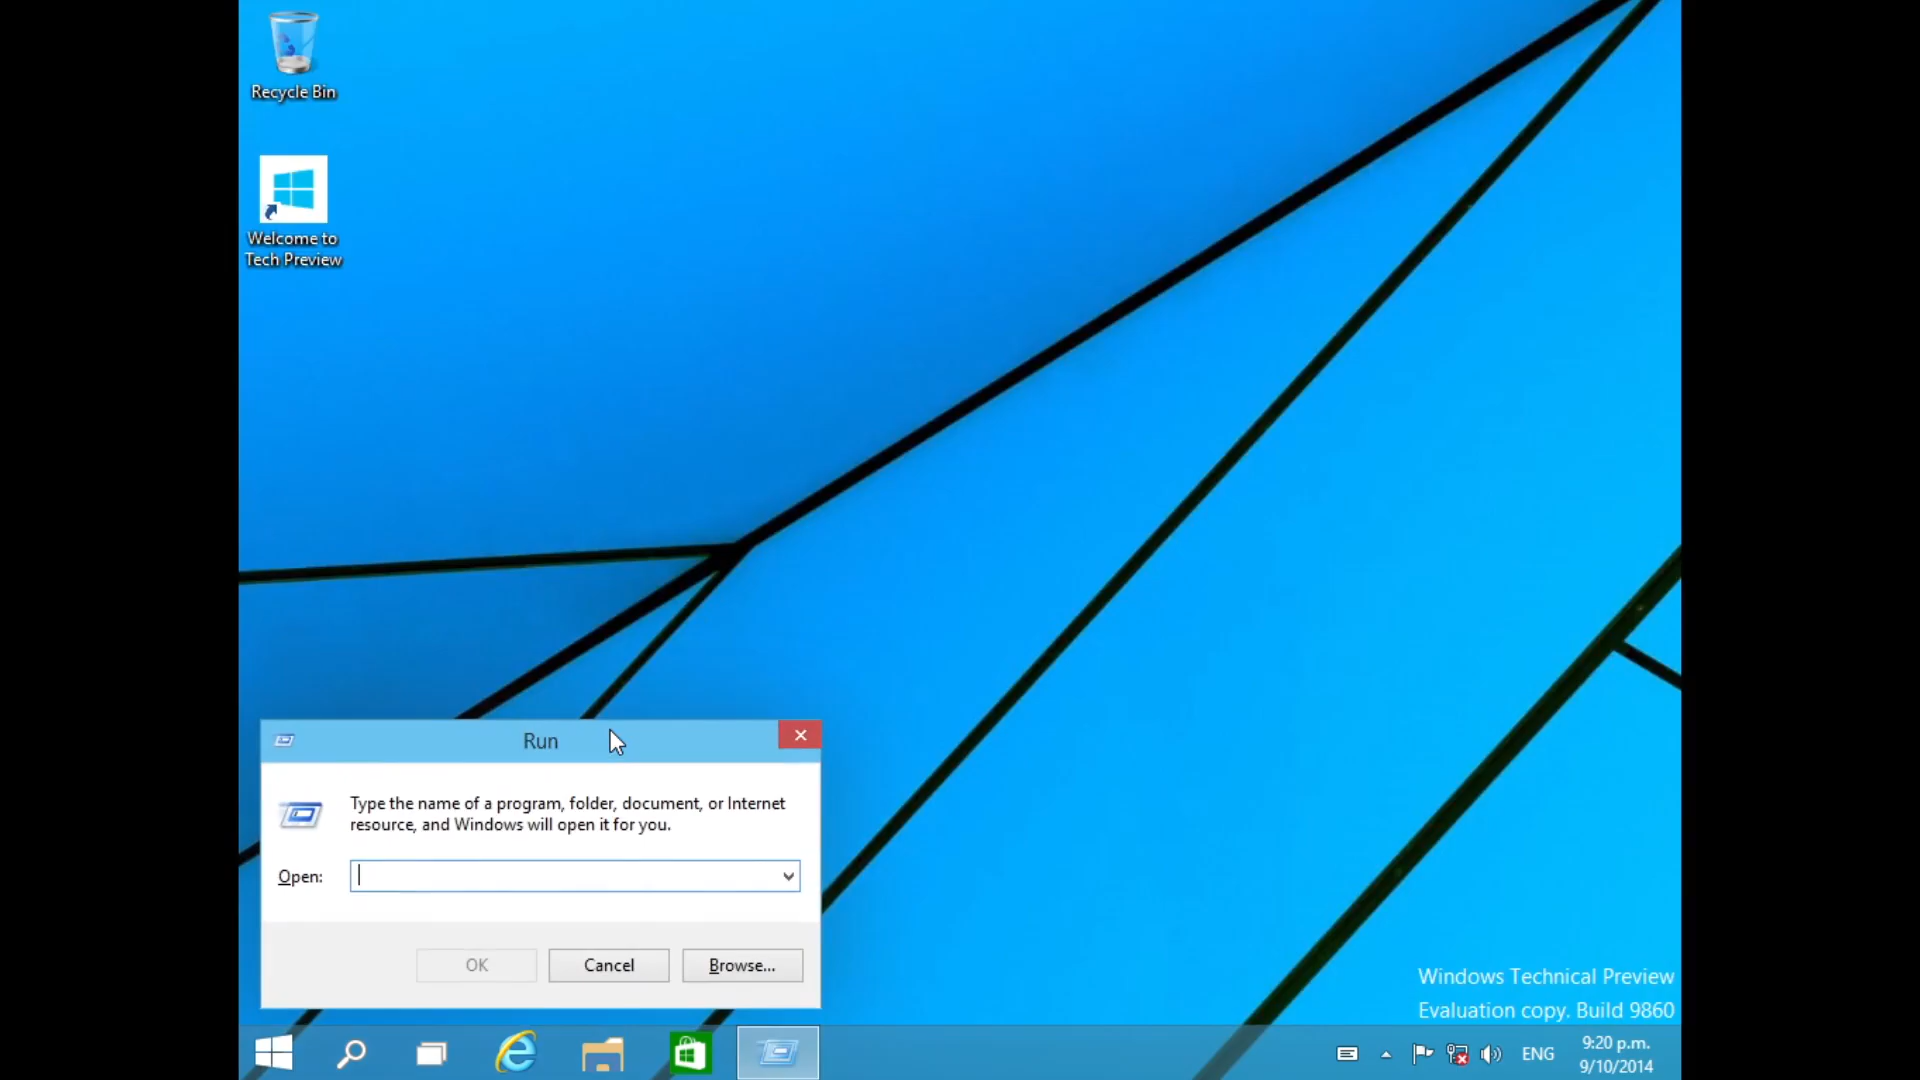 Recycle Bin
Welcome to
Tech Preview
Run
Type the name of a program, folder, document, or Internet
resource, and Windows will open it for you.
Open:
OK
Cancel
Browse...
Windows Technical Preview
Evaluation copy. Build 9860
ENG
9:20 p.m.
9/10/2014